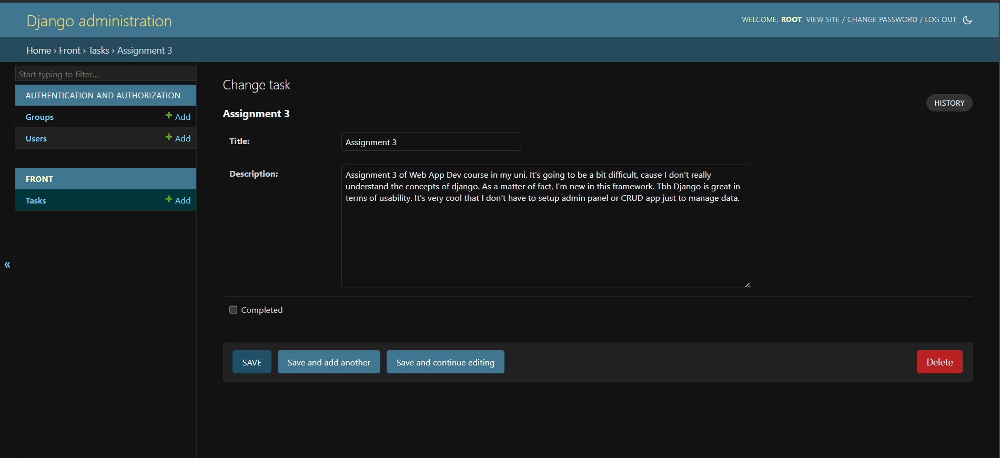 Django administration
WELCOME, ROOT. VIEW SITE / CHANGE PASSWORD / LOG OUT
Home › Front › Tasks › Assignment 3
Start typing to filter...
AUTHENTICATION AND AUTHORIZATION
Groups
Add
Users
Add
FRONT
Tasks
Add
«
Change task
HISTORY
Assignment 3
Title:
Assignment 3
Description:
Assignment 3 of Web App Dev course in my uni. It's going to be a bit difficult, cause I don't really
understand the concepts of django. As a matter of fact, I'm new in this framework. Tbh Django is great in
terms of usability. It's very cool that I don't have to setup admin panel or CRUD app just to manage data.
Completed
SAVE
Save and add another
Save and continue editing
Delete